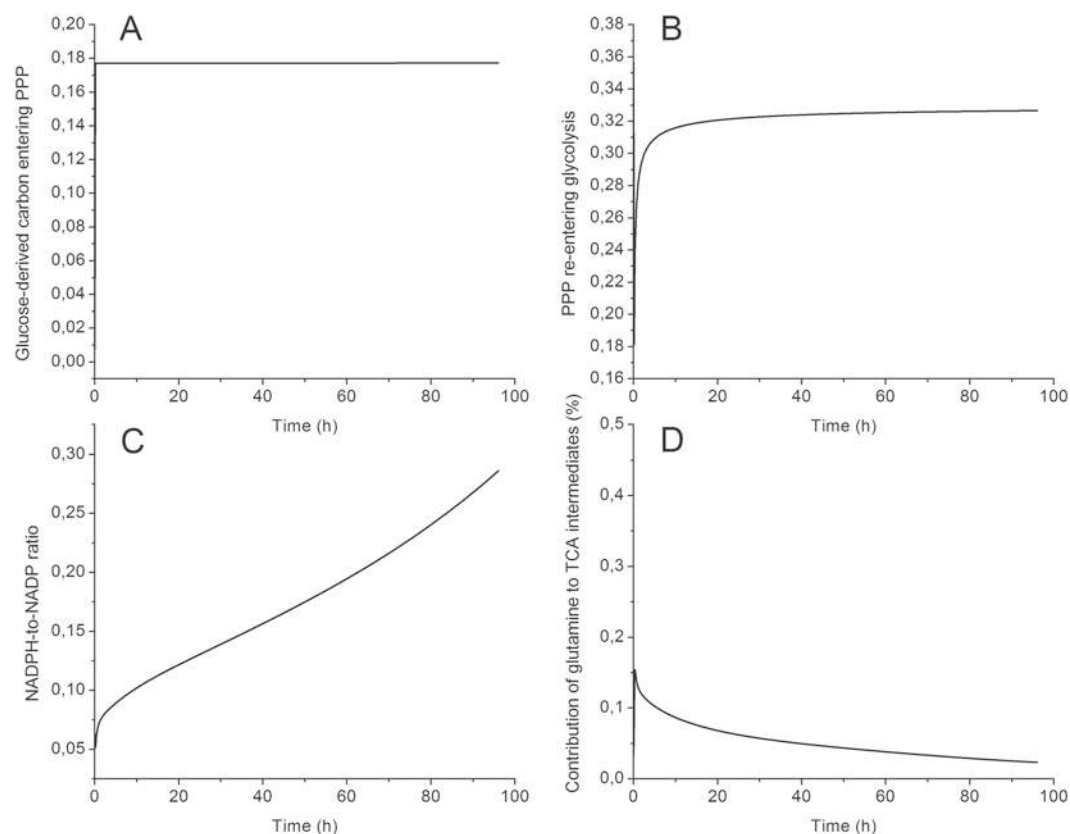 A
Glucose-derived carbon entering PPP
0,20
0,18
0,16
0,14
0,12
0,10
0,08
0,06
0,04
0,02
0,00
0 20 40 60 80 100
Time (h)
B
PPP re-entering glycolysis
0,38
0,36
0,34
0,32
0,30
0,28
0,26
0,24
0,22
0,20
0,18
0,16
0 20 40 60 80 100
Time (h)
C
NADPH-to-NADP ratio
0,30
0,25
0,20
0,15
0,10
0,05
0 20 40 60 80 100
Time (h)
D
Contribution of glutamine to TCA intermediates (%)
0,5
0,4
0,3
0,2
0,1
0,0
0 20 40 60 80 100
Time (h)